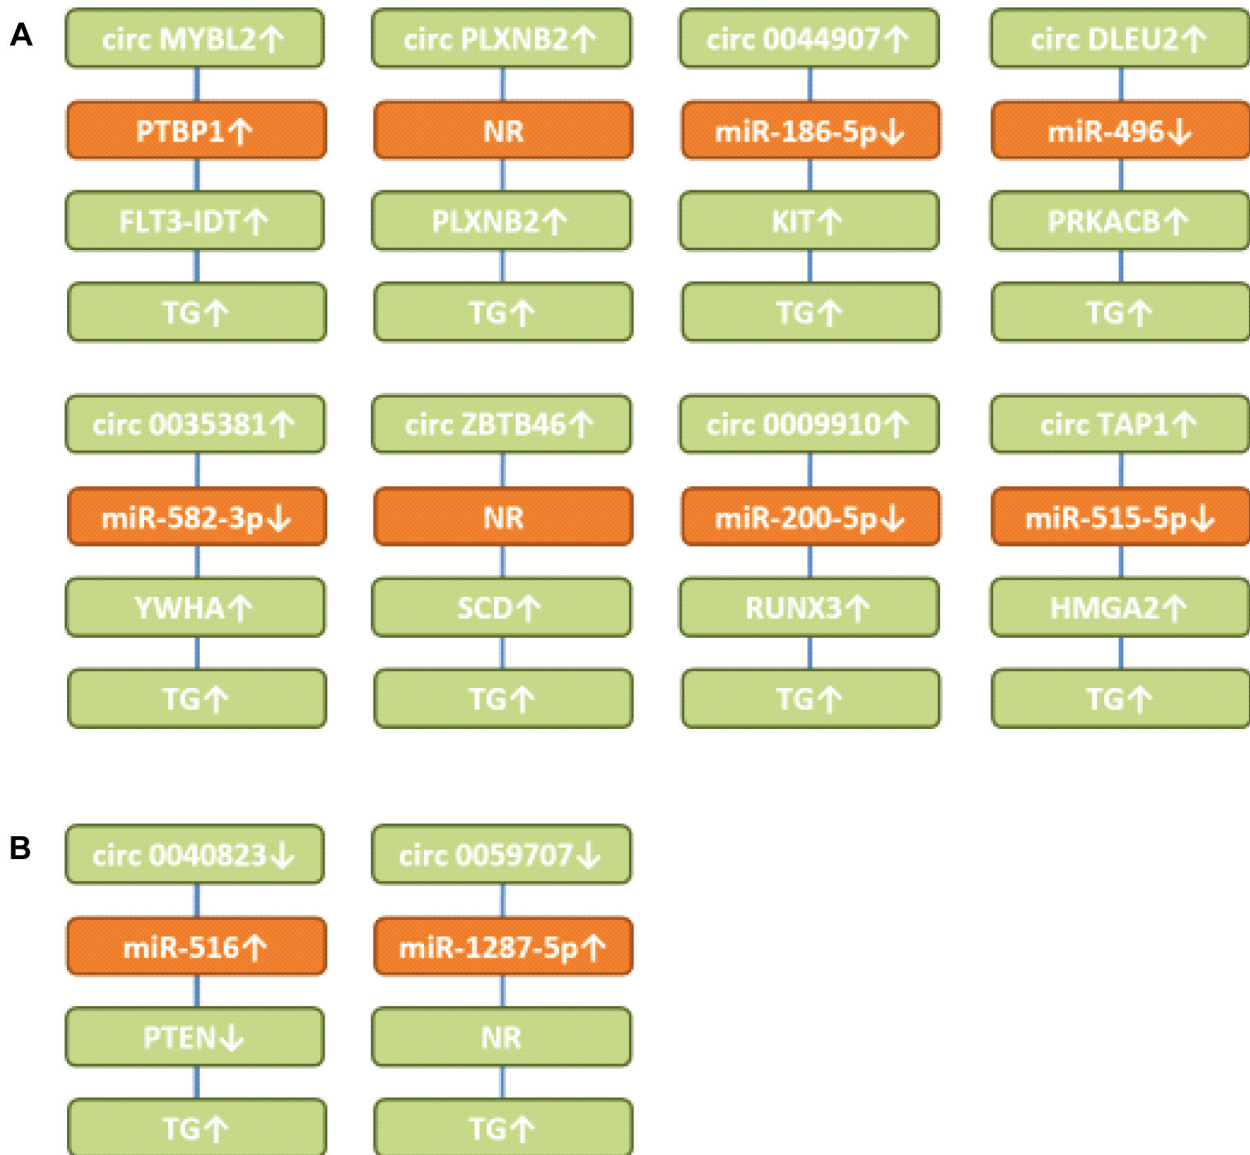 A
circ MYBL2↑
circ PLXNB2↑
circ 0044907↑
circ DLEU2↑
PTBP1↑
NR
miR-186-5p↓
miR-496↓
FLT3-IDT↑
PLXNB2↑
KIT↑
PRKACB↑
TG↑
TG↑
TG↑
TG↑
circ 0035381↑
circ ZBTB46↑
circ 0009910↑
circ TAP1↑
miR-582-3p↓
NR
miR-200-5p↓
miR-515-5p↓
YWHA↑
SCD↑
RUNX3↑
HMGA2↑
TG↑
TG↑
TG↑
TG↑
B
circ 0040823↓
circ 0059707↓
miR-516↑
miR-1287-5p↑
PTEN↓
NR
TG↑
TG↑